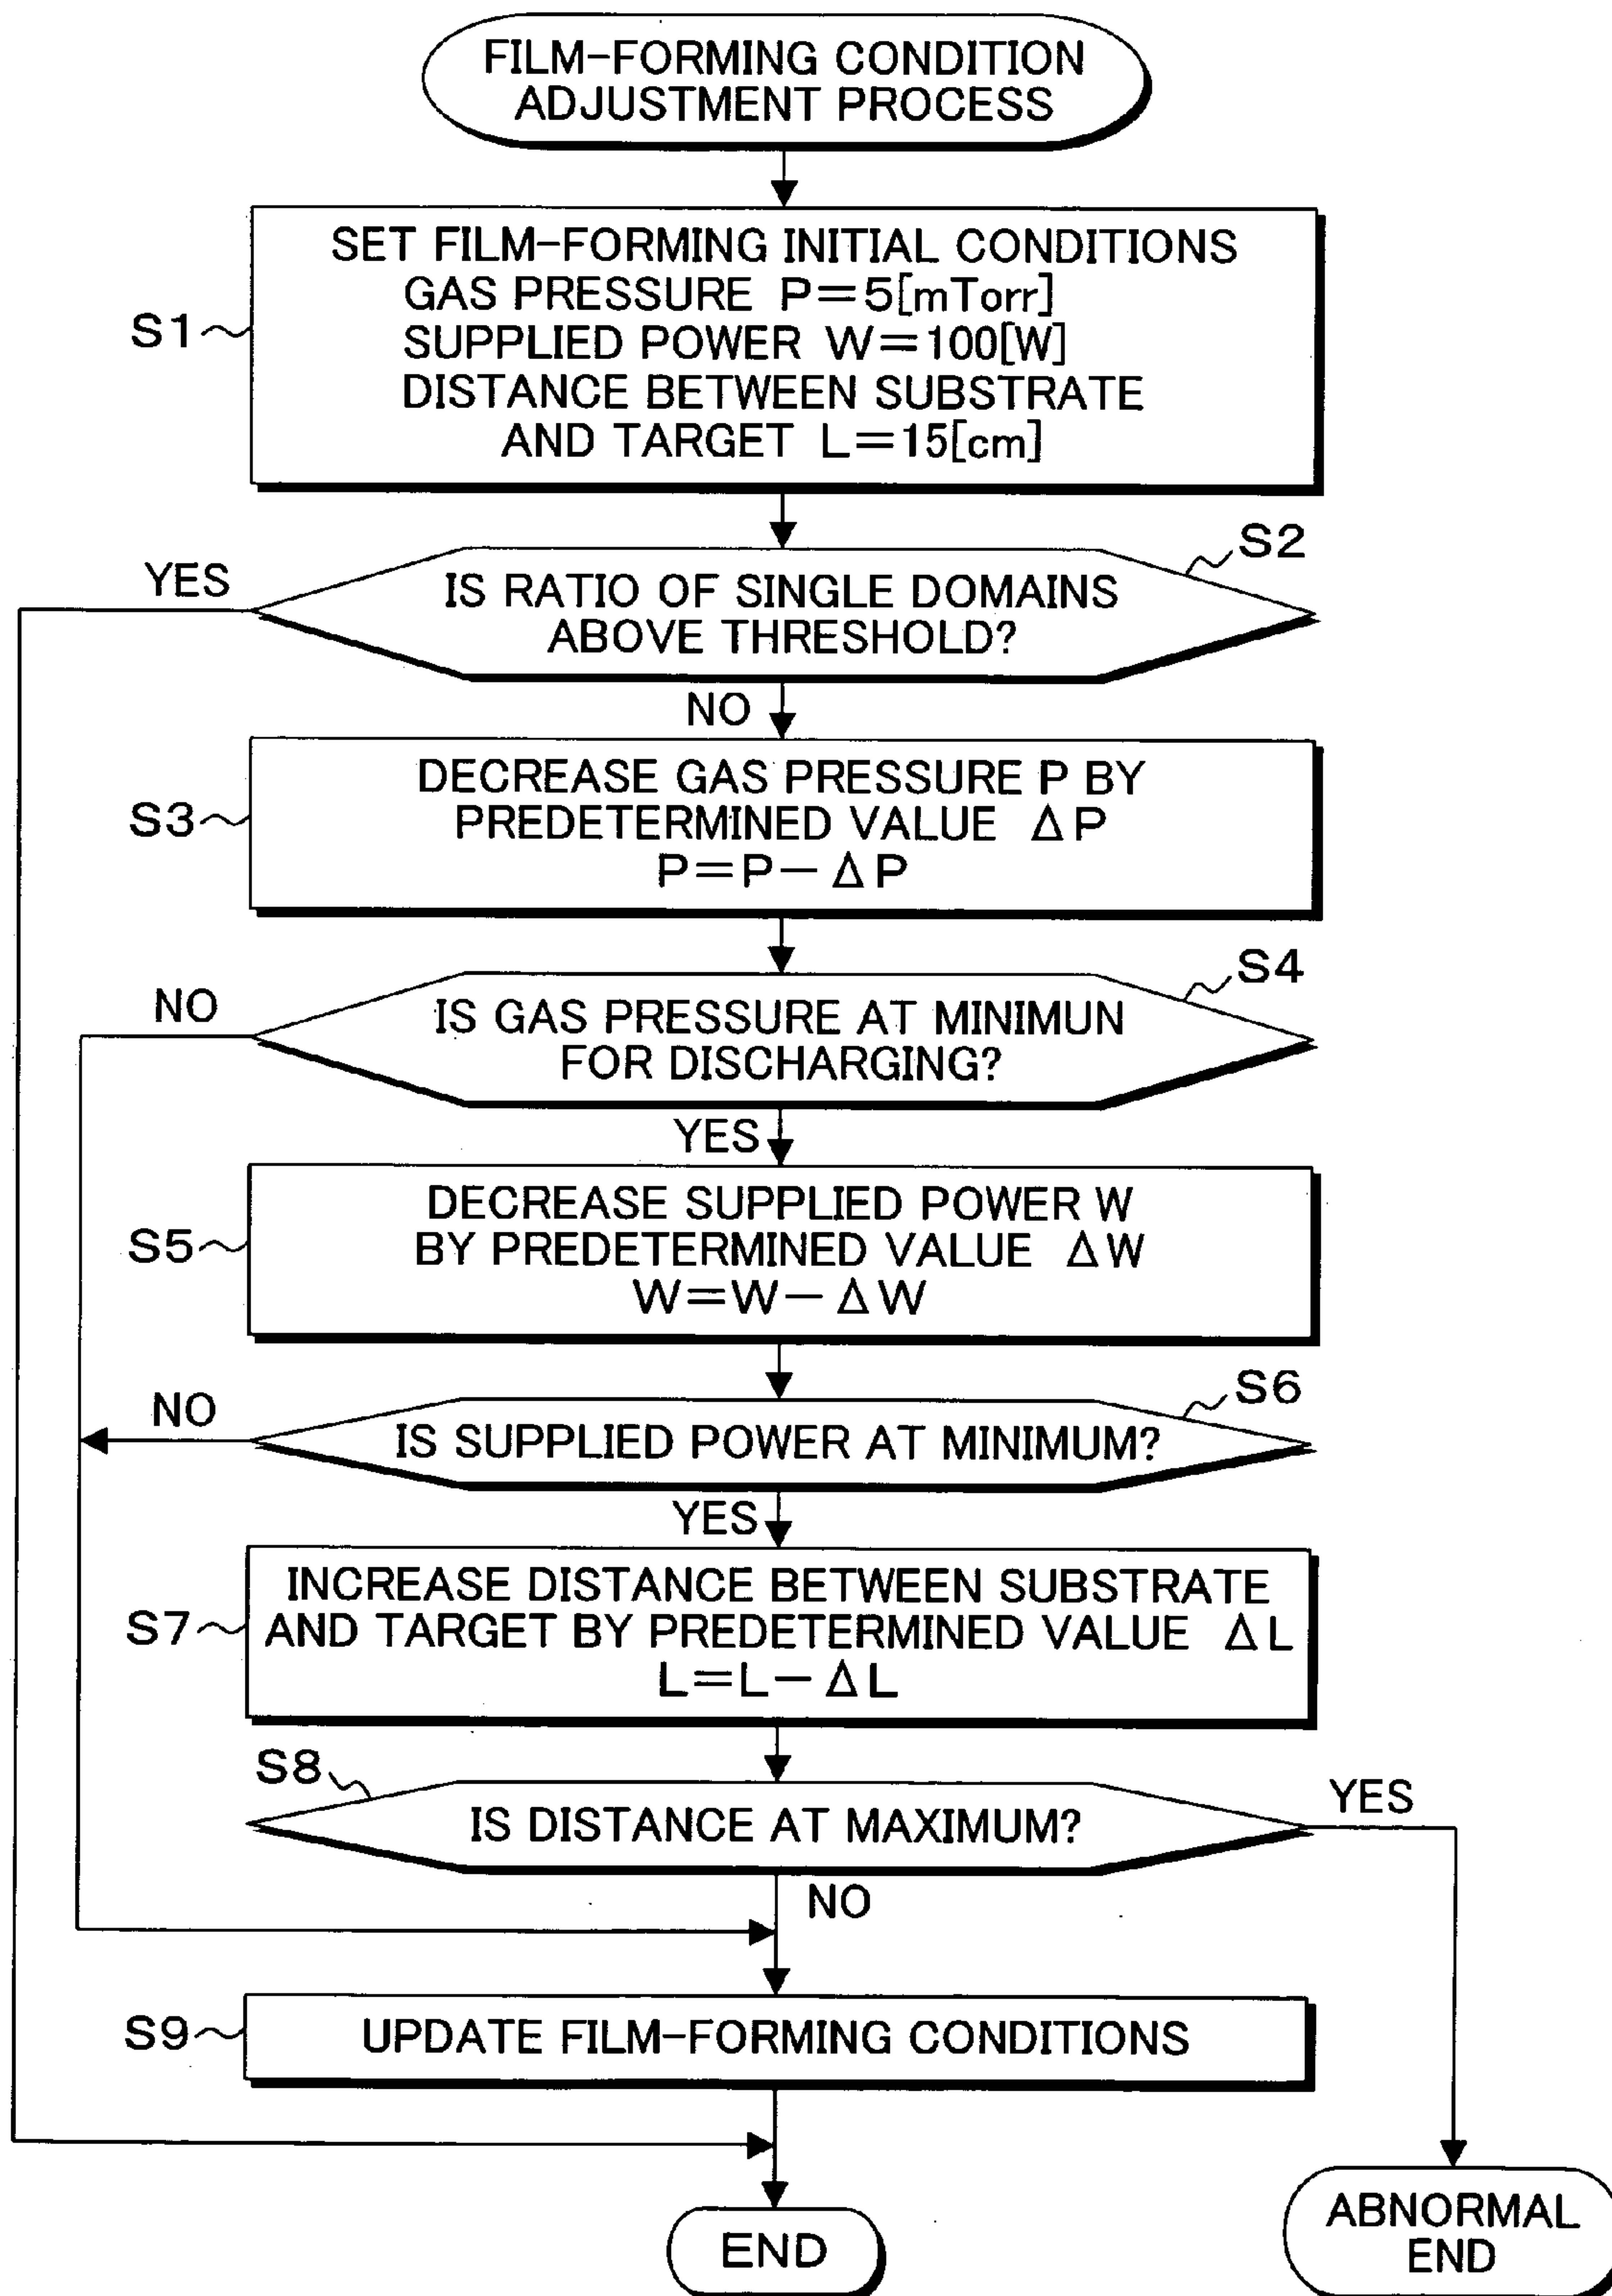 FILM-FORMING CONDITION
ADJUSTMENT PROCESS
SET FILM-FORMING INITIAL CONDITIONS
GAS PRESSURE P=5[mTorr]
S1
SUPPLIED POWER W=100[W]
DISTANCE BETWEEN SUBSTRATE
AND TARGET L=15[cm]
S2
YES
IS RATIO OF SINGLE DOMAINS
ABOVE THRESHOLD?
NO
DECREASE GAS PRESSURE P BY
S3
PREDETERMINED VALUE ΔP
P=P-ΔP
S4
NO
IS GAS PRESSURE AT MINIMUN
FOR DISCHARGING?
YES
DECREASE SUPPLIED POWER W
S5
BY PREDETERMINED VALUE ΔW
W=W-ΔW
S6
NO
IS SUPPLIED POWER AT MINIMUM?
YES
INCREASE DISTANCE BETWEEN SUBSTRATE
S7
AND TARGET BY PREDETERMINED VALUE ΔL
L=L-ΔL
S8
YES
IS DISTANCE AT MAXIMUM?
NO
S9
UPDATE FILM-FORMING CONDITIONS
END
ABNORMAL
END